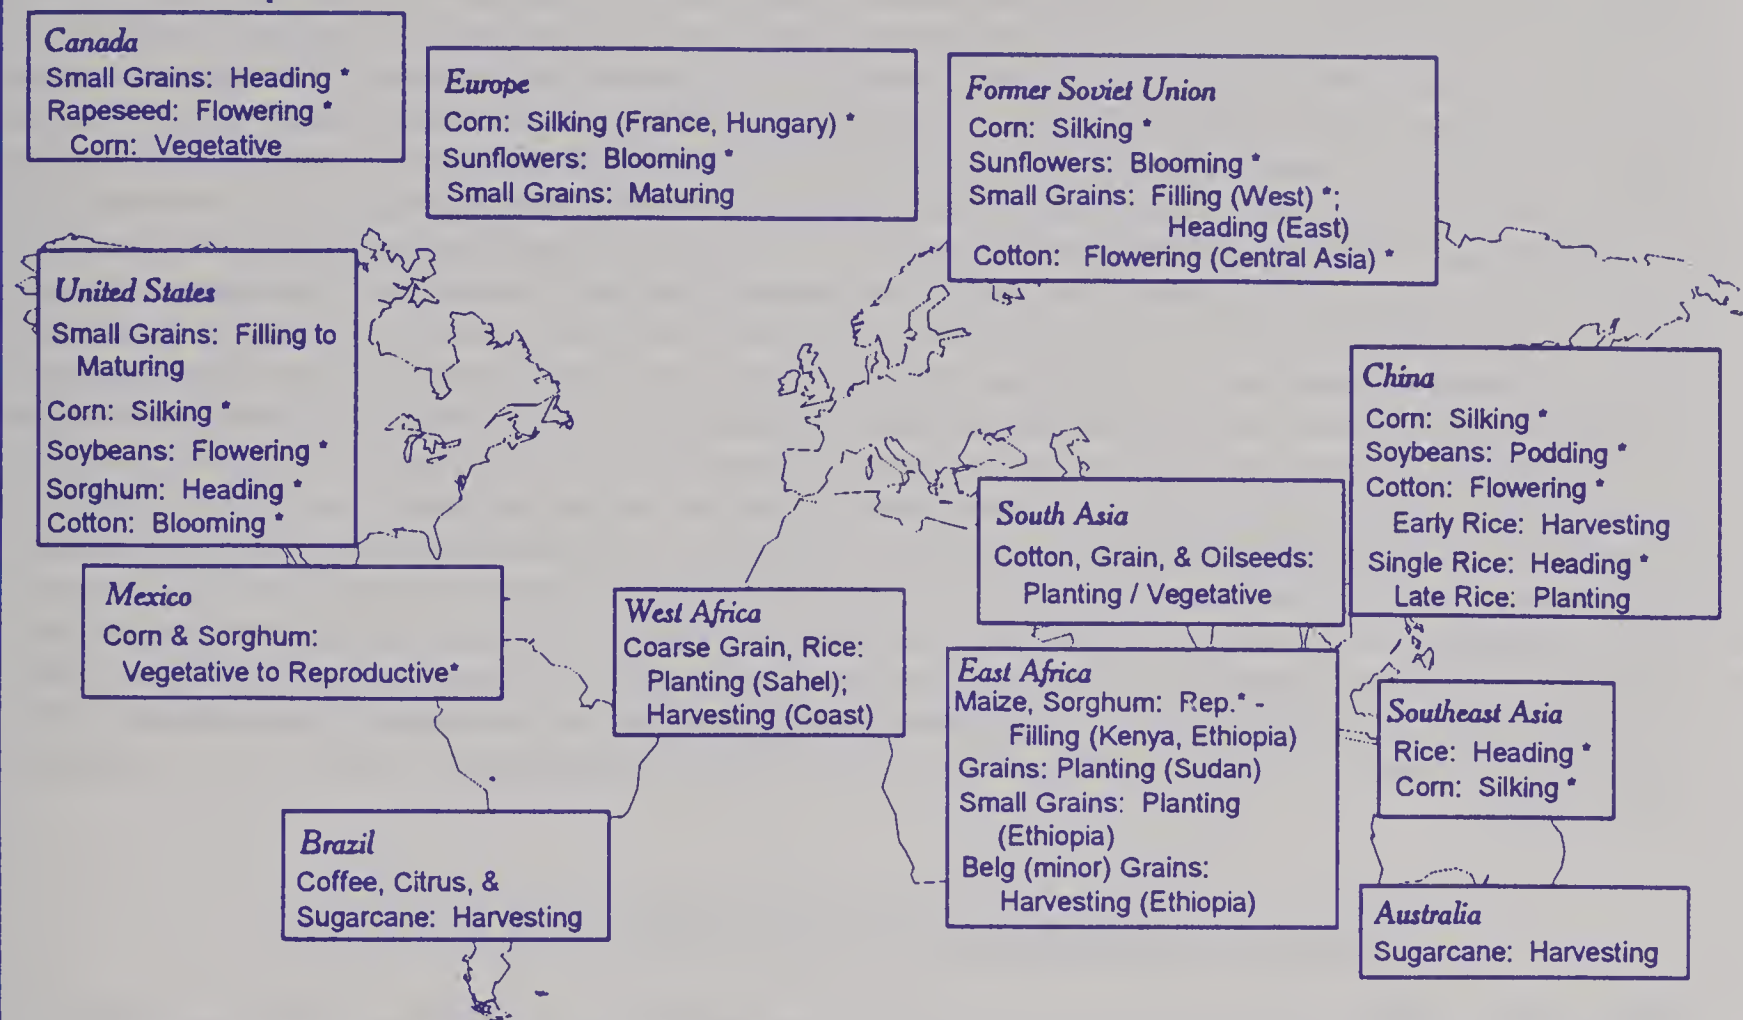 Canada
Small Grains: Heading *
Rapeseed: Flowering *
Corn: Vegetative
Europe
Corn: Silking (France, Hungary) *
Sunflowers: Blooming *
Small Grains: Maturing
Former Soviet Union
Corn: Silking *
Sunflowers: Blooming *
Small Grains: Filling (West) *;
Heading (East)
Cotton: Flowering (Central Asia) *
United States
Small Grains: Filling to
Maturing
Corn: Silking *
Soybeans: Flowering *
Sorghum: Heading *
Cotton: Blooming *
China
Corn: Silking *
Soybeans: Podding *
Cotton: Flowering *
Early Rice: Harvesting
Single Rice: Heading *
Late Rice: Planting
South Asia
Cotton, Grain, & Oilseeds:
Planting / Vegetative
Mexico
Corn & Sorghum:
Vegetative to Reproductive*
West Africa
Coarse Grain, Rice:
Planting (Sahel);
Harvesting (Coast)
East Africa
Maize, Sorghum: Rep.* -
Filling (Kenya, Ethiopia)
Grains: Planting (Sudan)
Small Grains: Planting
(Ethiopia)
Belg (minor) Grains:
Harvesting (Ethiopia)
Southeast Asia
Rice: Heading *
Corn: Silking *
Brazil
Coffee, Citrus, &
Sugarcane: Harvesting
Australia
Sugarcane: Harvesting